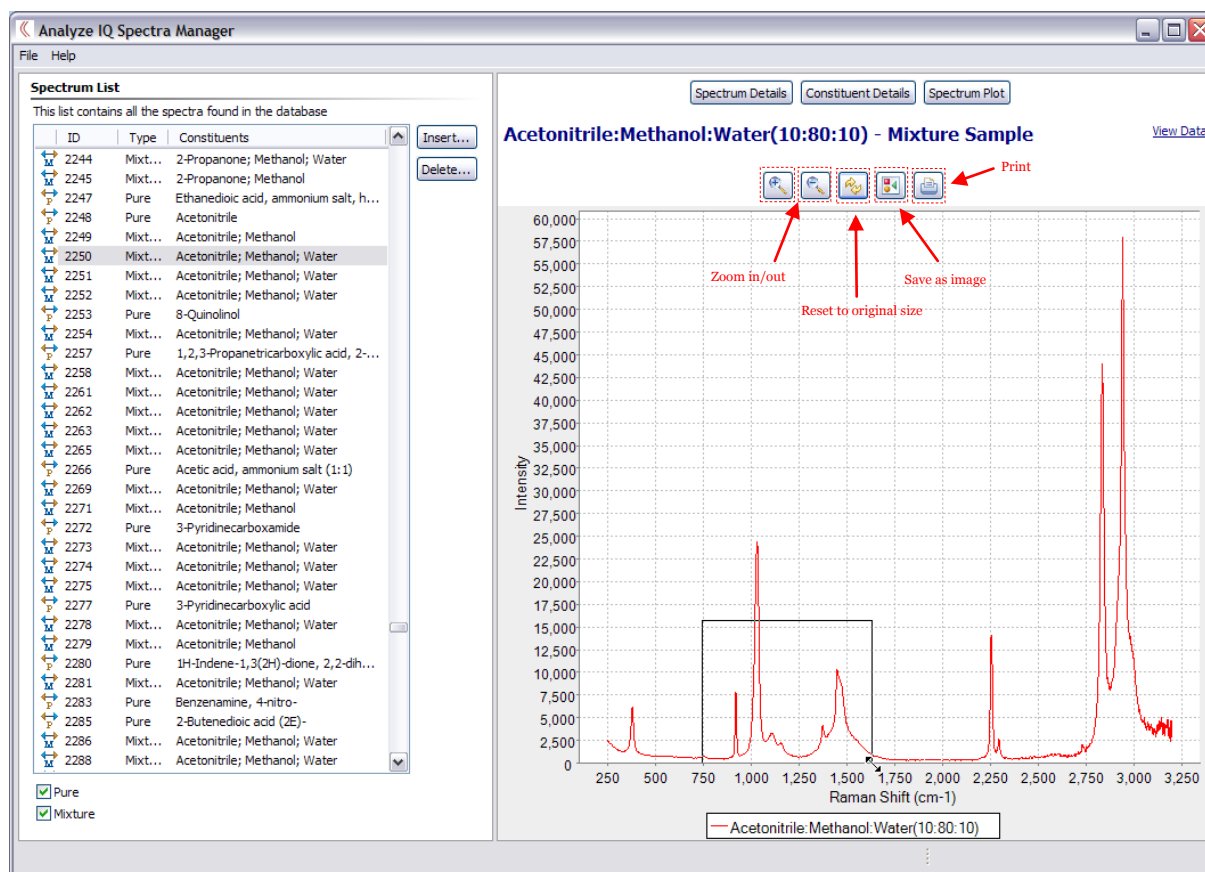 Analyze IQ Spectra Manager
File Help
Spectrum List
This list contains all the spectra found in the database
ID Type Constituents
2244 Mixt... 2-Propanone; Methanol; Water
2245 Mixt... 2-Propanone; Methanol
2247 Pure Ethanedioic acid, ammonium salt, h...
2248 Pure Acetonitrile
2249 Mixt... Acetonitrile; Methanol
2250 Mixt... Acetonitrile; Methanol; Water
2251 Mixt... Acetonitrile; Methanol; Water
2252 Mixt... Acetonitrile; Methanol; Water
2253 Pure 8-Quinolinol
2254 Mixt... Acetonitrile; Methanol; Water
2257 Pure 1,2,3-Propanetricarboxylic acid, 2-...
2258 Mixt... Acetonitrile; Methanol; Water
2261 Mixt... Acetonitrile; Methanol; Water
2262 Mixt... Acetonitrile; Methanol; Water
2263 Mixt... Acetonitrile; Methanol; Water
2265 Mixt... Acetonitrile; Methanol; Water
2266 Pure Acetic acid, ammonium salt (1:1)
2269 Mixt... Acetonitrile; Methanol; Water
2271 Mixt... Acetonitrile; Methanol
2272 Pure 3-Pyridinecarboxamide
2273 Mixt... Acetonitrile; Methanol; Water
2274 Mixt... Acetonitrile; Methanol; Water
2275 Mixt... Acetonitrile; Methanol; Water
2277 Pure 3-Pyridinecarboxylic acid
2278 Mixt... Acetonitrile; Methanol; Water
2279 Mixt... Acetonitrile; Methanol
2280 Pure 1H-Indene-1,3(2H)-dione, 2,2-dih...
2281 Mixt... Acetonitrile; Methanol; Water
2283 Pure Benzenamine, 4-nitro-
2285 Pure 2-Butenedioic acid (2E)-
2286 Mixt... Acetonitrile; Methanol; Water
2288 Mixt... Acetonitrile; Methanol; Water
Insert...
Delete...
Pure
Mixture
Spectrum Details Constituent Details Spectrum Plot
Acetonitrile:Methanol:Water(10:80:10) - Mixture Sample
View Data
Print
Zoom in/out
Save as image
Reset to original size
60,000
57,500
55,000
52,500
50,000
47,500
45,000
42,500
40,000
37,500
35,000
32,500
30,000
27,500
25,000
22,500
20,000
17,500
15,000
12,500
10,000
7,500
5,000
2,500
0
Intensity
250 500 750 1,000 1,250 1,500 1,750 2,000 2,250 2,500 2,750 3,000 3,250
Raman Shift (cm-1)
Acetonitrile:Methanol:Water(10:80:10)